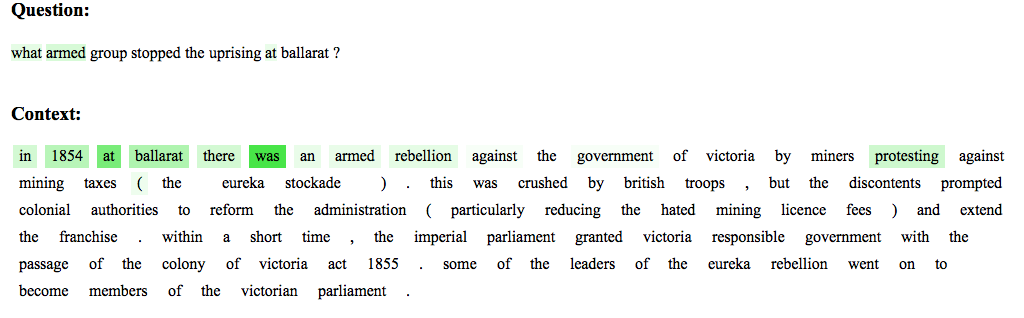 Question:
what armed group stopped the uprising at ballarat ?
Context:
in 1854 at ballarat there was an armed rebellion against the government of victoria by miners protesting against
mining taxes ( the eureka stockade ) . this was crushed by british troops , but the discontents prompted
colonial authorities to reform the administration ( particularly reducing the hated mining licence fees ) and extend
the franchise . within a short time , the imperial parliament granted victoria responsible government with the
passage of the colony of victoria act 1855 . some of the leaders of the eureka rebellion went on to
become members of the victorian parliament .